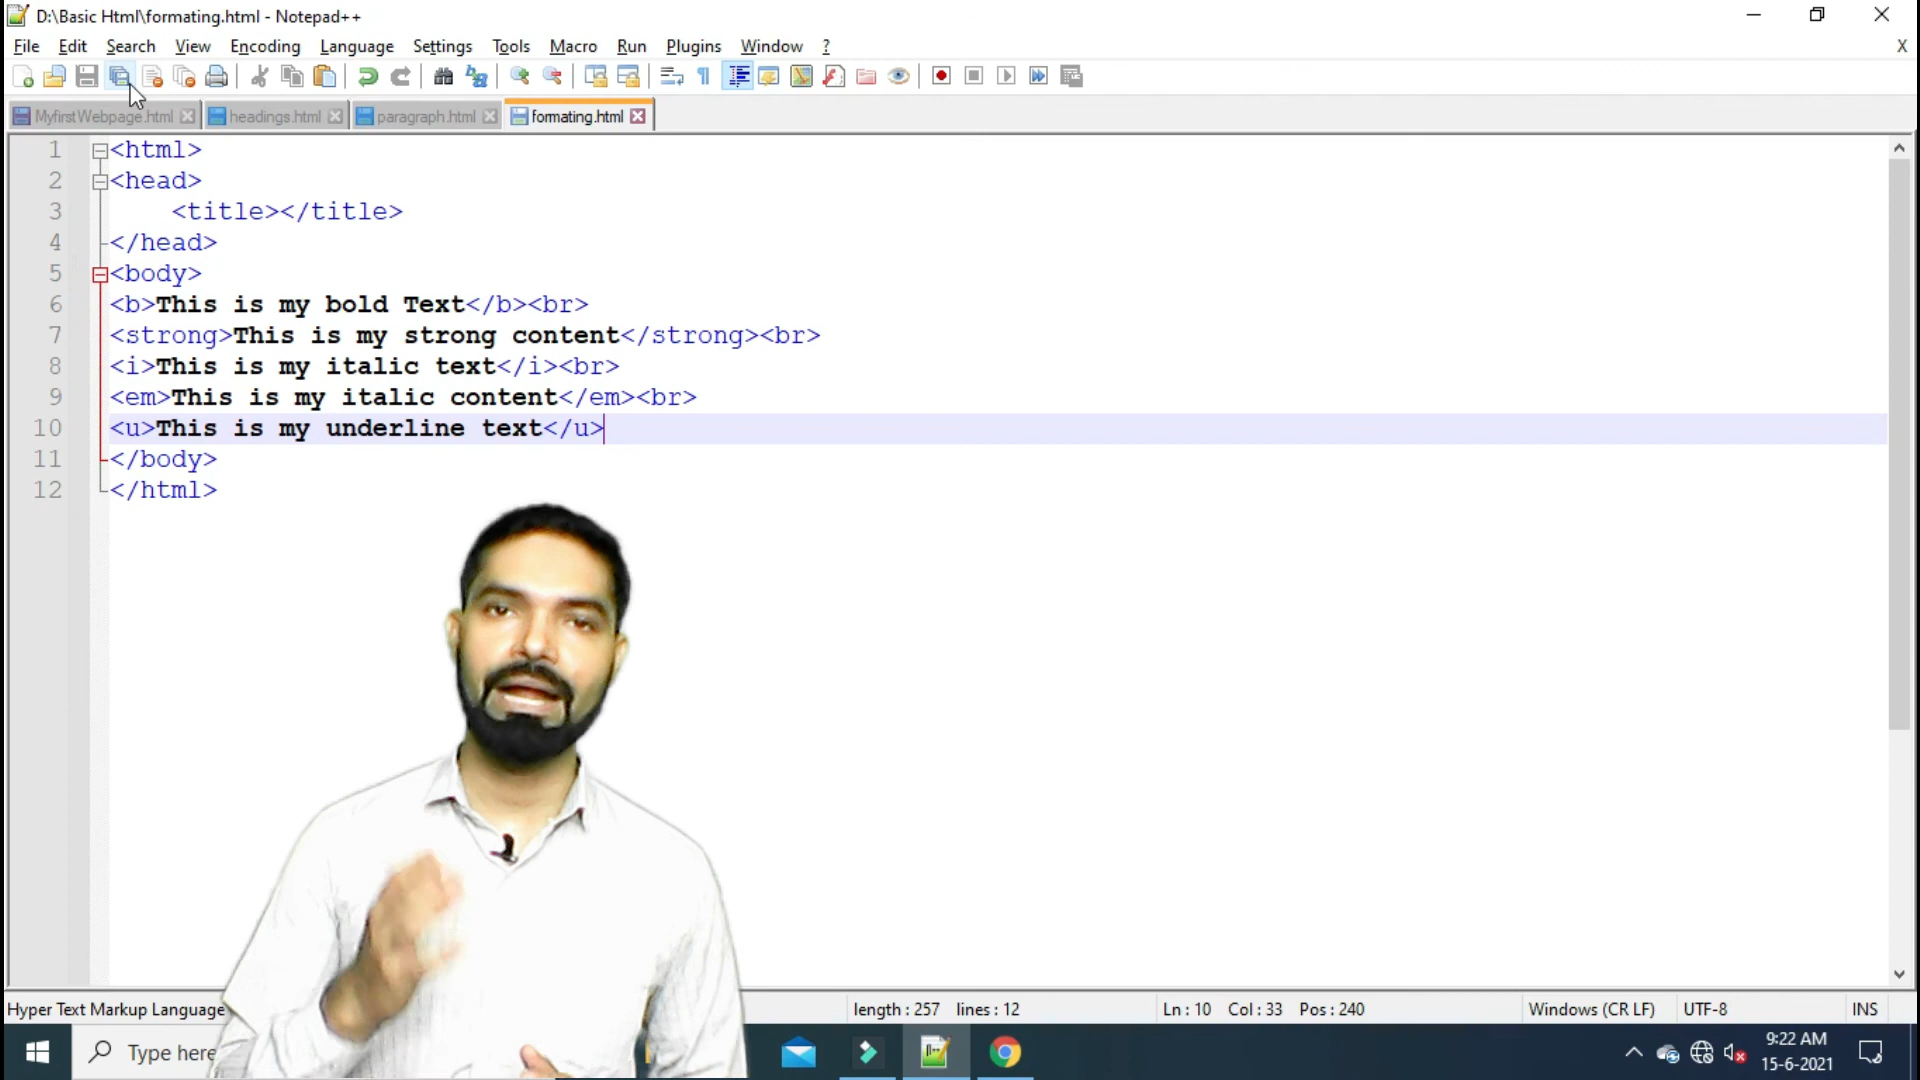 D:\Basic Html\formating.html - Notepad++
File Edit Search View Encoding Language Settings Tools Macro Run Plugins Window ? X
MyfirstWebpage.html headings.html paragraph.html formating.html
1 <html>
2 <head>
3 <title></title>
4 </head>
5 <body>
6 <b>This is my bold Text</b><br>
7 <strong>This is my strong content</strong><br>
8 <i>This is my italic text</i><br>
9 <em>This is my italic content</em><br>
10 <u>This is my underline text</u>
11 </body>
12 </html>
Hyper Text Markup Language length : 257 lines : 12 Ln : 10 Col : 33 Pos : 240 Windows (CR LF) UTF-8 INS
Type here
9:22 AM
15-6-2021